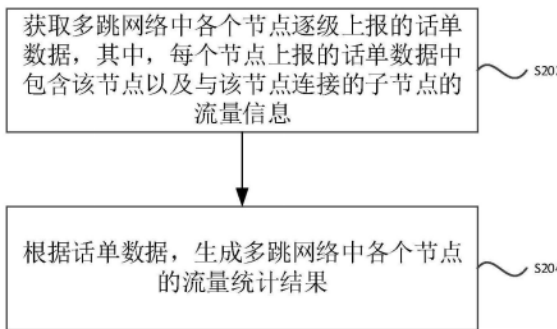 获取多跳网络中各个节点逐级上报的话单
数据，其中，每个节点上报的话单数据中
包含该节点以及与该节点连接的子节点的
流量信息
S202
根据话单数据，生成多跳网络中各个节点
的流量统计结果
S204